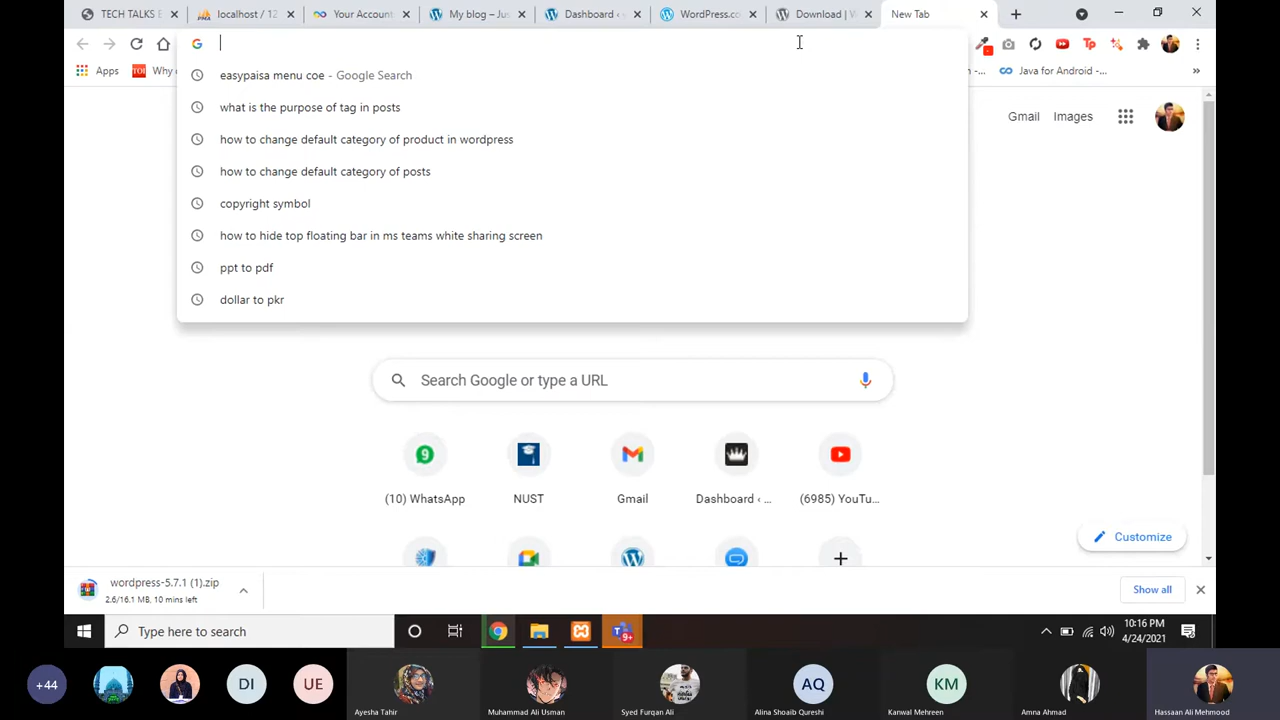 TECH TALKS E
localhost / 12
Your Account
My blog – Jus
Dashboard ‹
WordPress.co
Download | W
New Tab
Apps
TOI
Why
Java for Android -...
»
easypaisa menu coe - Google Search
what is the purpose of tag in posts
how to change default category of product in wordpress
how to change default category of posts
copyright symbol
how to hide top floating bar in ms teams white sharing screen
ppt to pdf
dollar to pkr
Gmail
Images
Search Google or type a URL
(10) WhatsApp
NUST
Gmail
Dashboard ‹ ...
(6985) YouTu...
Customize
wordpress-5.7.1 (1).zip
2.6/16.1 MB, 10 mins left
Show all
Type here to search
9+
10:16 PM
4/24/2021
+44
DI
UE
AQ
KM
Ayesha Tahir
Muhammad Ali Usman
Syed Furqan Ali
Alina Shoaib Qureshi
Kanwal Mehreen
Amna Ahmad
Hassaan Ali Mehmood